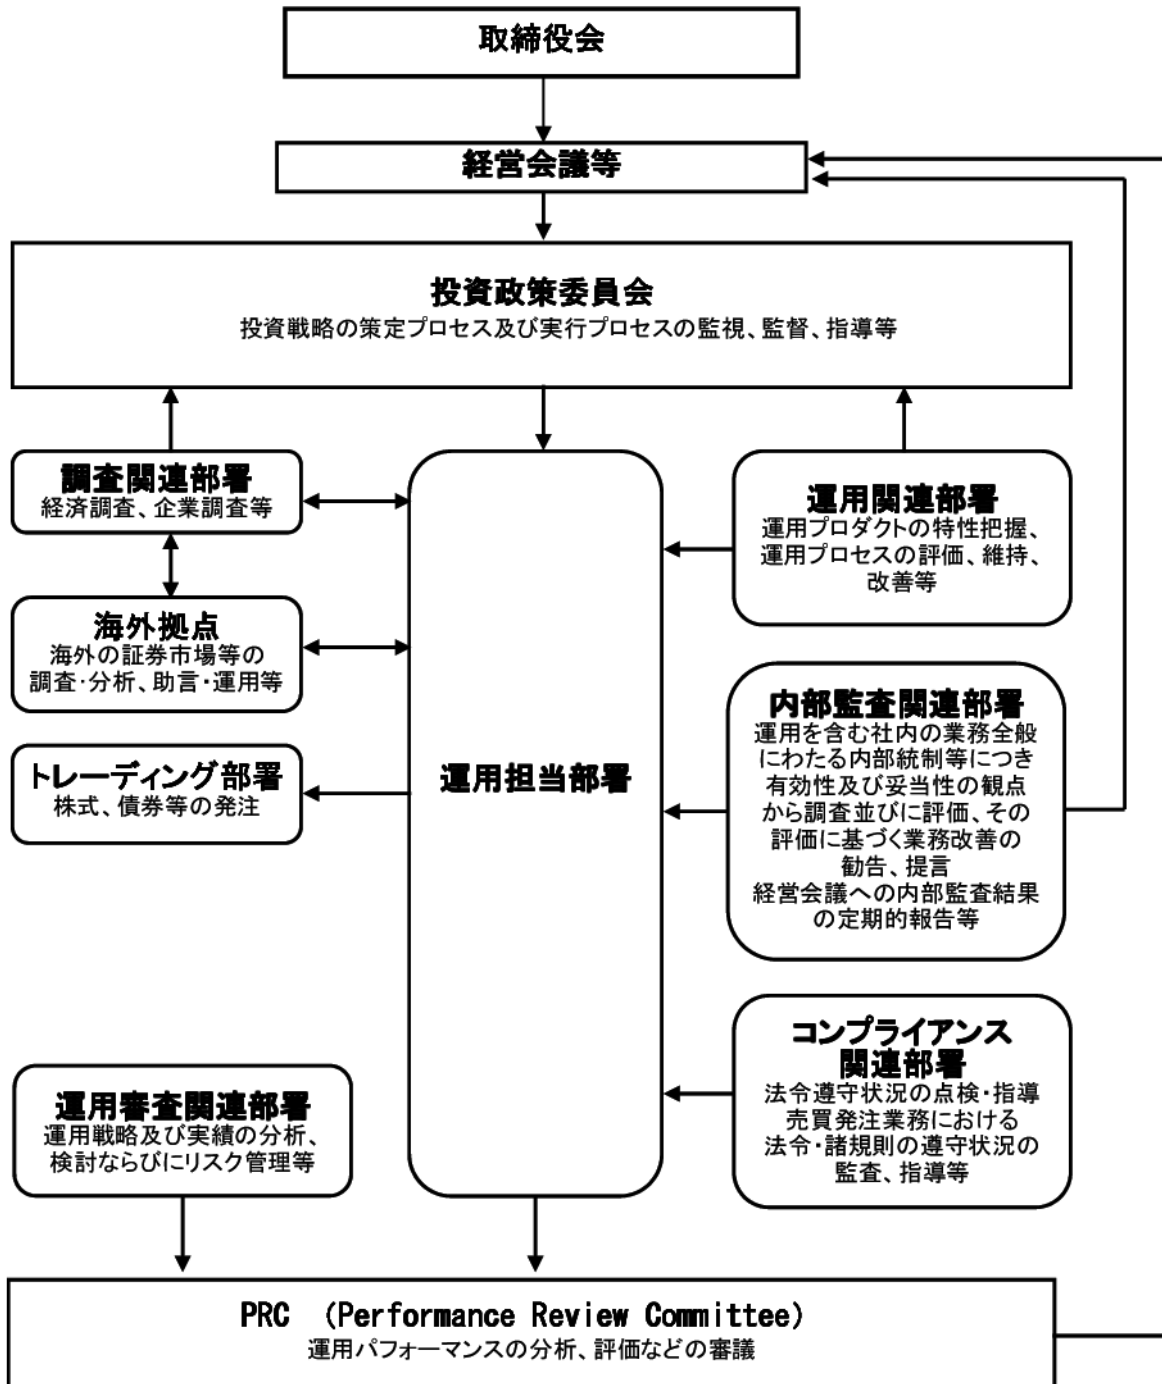 取締役会
経営会議等
投資政策委員会
投資戦略の策定プロセス及び実行プロセスの監視、監督、指導等
調査関連部署
経済調査、企業調査等
海外拠点
海外の証券市場等の
調査・分析、助言・運用等
トレーディング部署
株式、債券等の発注
運用審査関連部署
運用戦略及び実績の分析、
検討ならびにリスク管理等
運用担当部署
運用関連部署
運用プロダクトの特性把握、
運用プロセスの評価、維持、
改善等
内部監査関連部署
運用を含む社内の業務全般
にわたる内部統制等につき
有効性及び妥当性の観点
から調査並びに評価、その
評価に基づく業務改善の
勧告、提言
経営会議への内部監査結果
の定期的報告等
コンプライアンス
関連部署
法令遵守状況の点検・指導
売買発注業務における
法令・諸規則の遵守状況の
監査、指導等
PRC (Performance Review Committee)
運用パフォーマンスの分析、評価などの審議